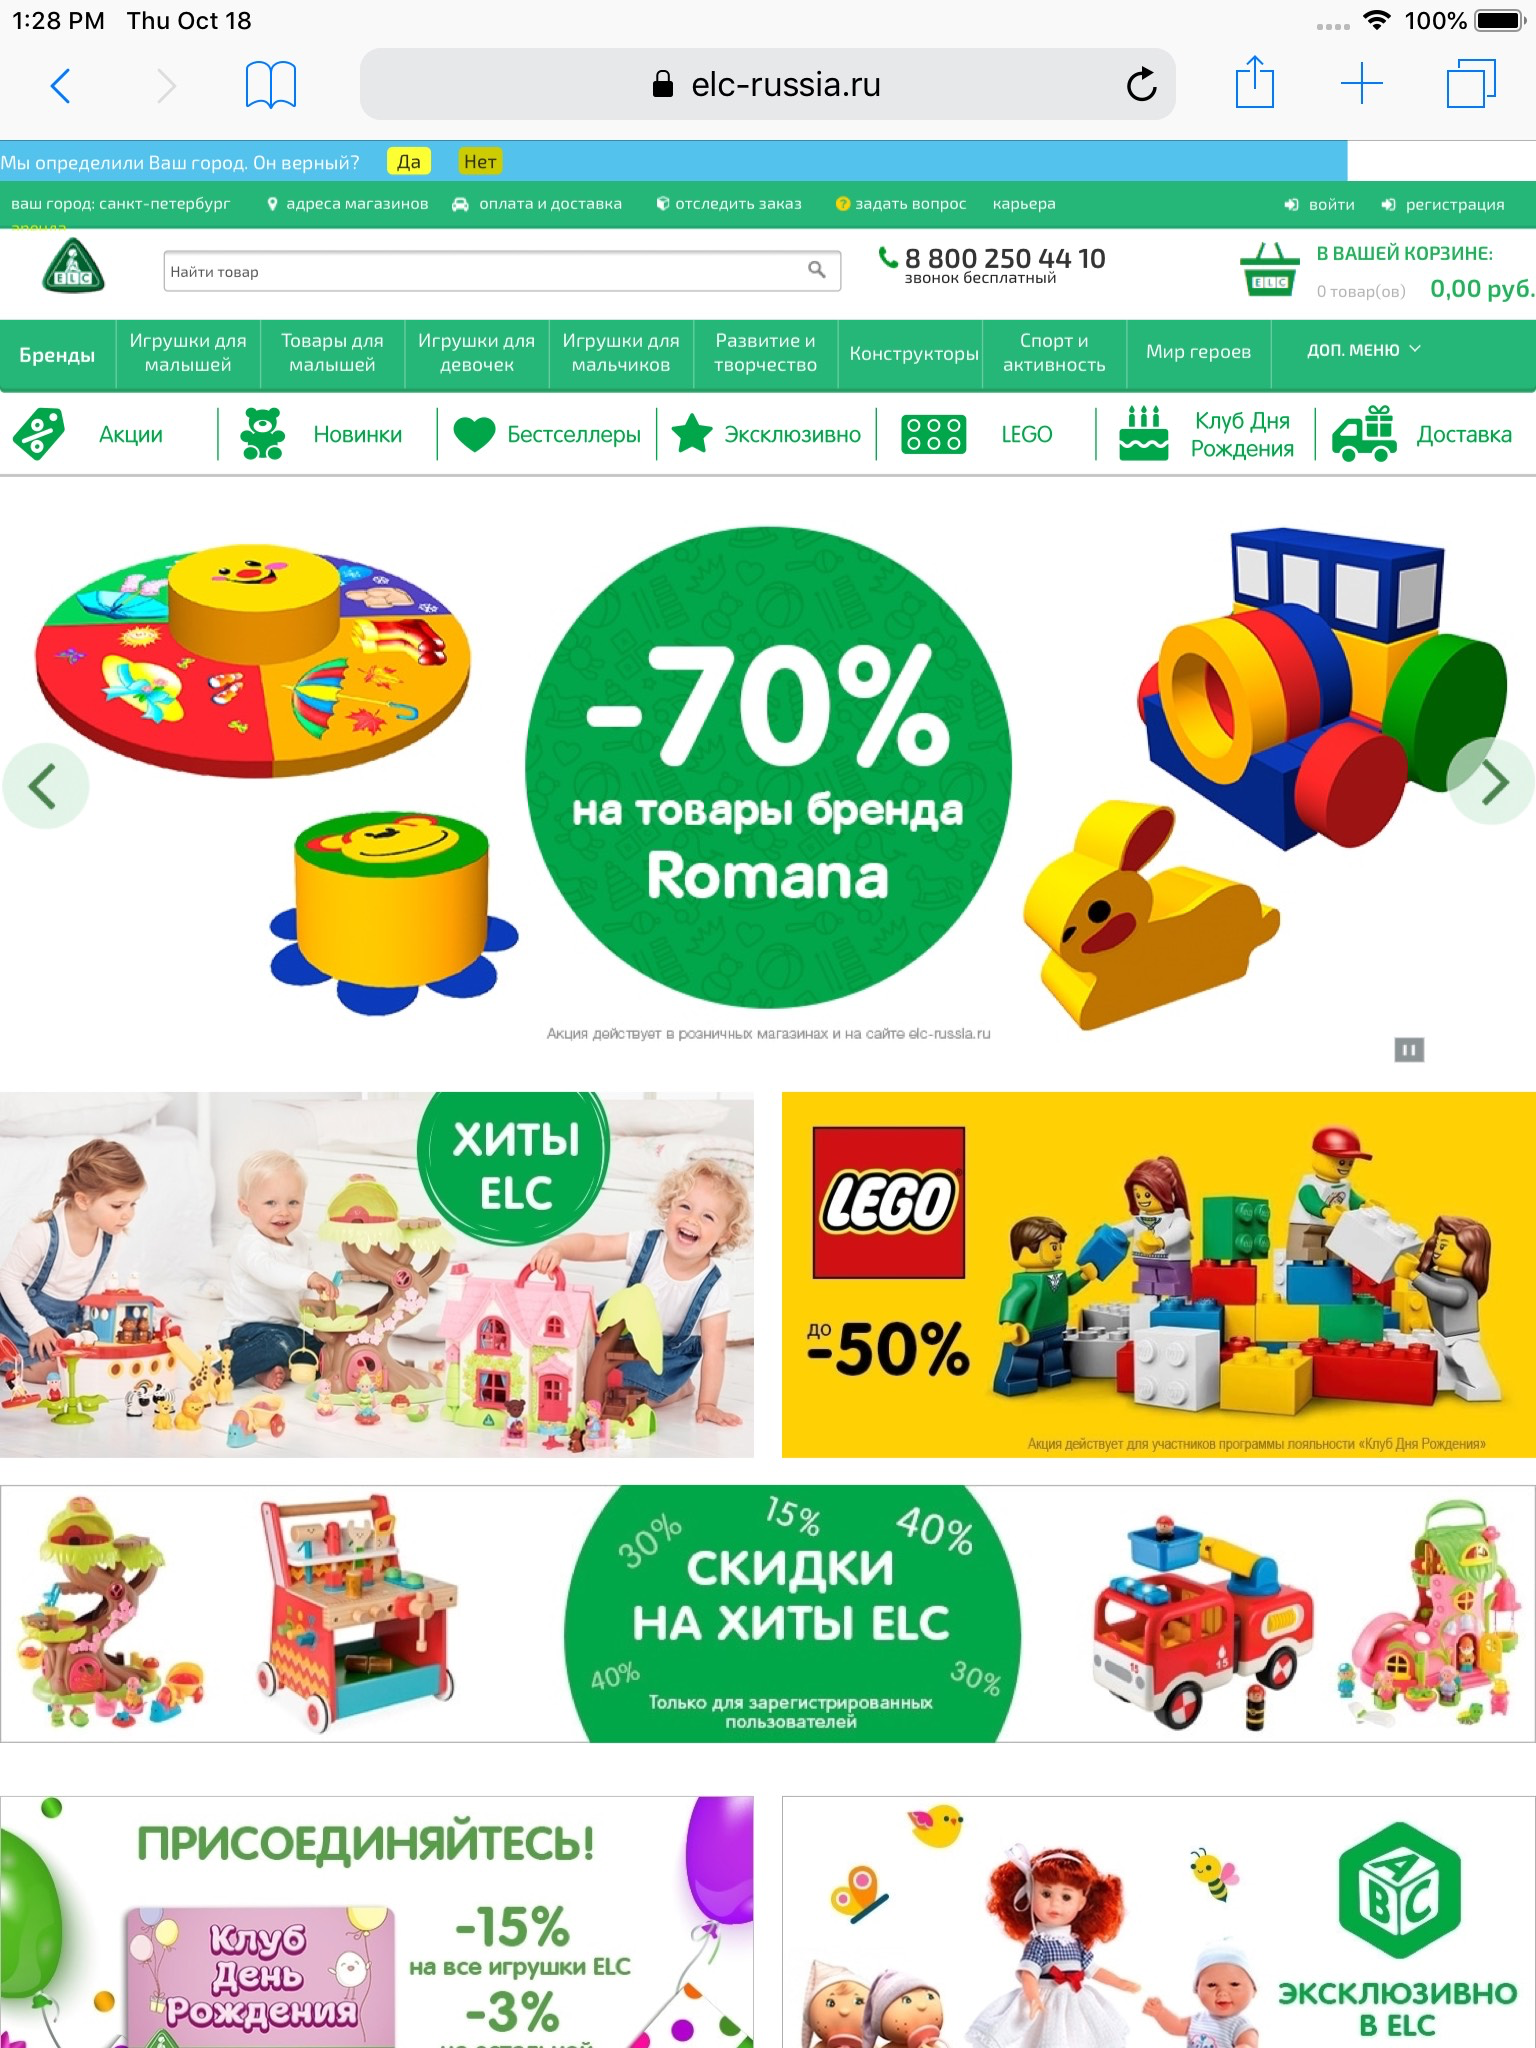 1:28 PM Thu Oct 18 100%
elc-russia.ru
Мы определили Ваш город. Он верный? Да Нет
ваш город: санкт-петербург адреса магазинов оплата и доставка отследить заказ задать вопрос карьера войти регистрация
ELC
Найти товар
8 800 250 44 10
звонок бесплатный
ELC
В ВАШЕЙ КОРЗИНЕ:
0 товар(ов) 0,00 руб.
Бренды
Игрушки для
малышей
Товары для
малышей
Игрушки для
девочек
Игрушки для
мальчиков
Развитие и
творчество
Конструкторы
Спорт и
активность
Мир героев
ДОП. МЕНЮ
Акции
Новинки
Бестселлеры
Эксклюзивно
LEGO
Клуб Дня
Рождения
Доставка
-70%
на товары бренда
Romana
Акция действует в розничных магазинах и на сайте elc-russia.ru
ХИТЫ
ELC
LEGO
до
-50%
Акция действует для участников программы лояльности «Клуб Дня Рождения»
30% 15% 40%
СКИДКИ
НА ХИТЫ ELC
40% 30%
Только для зарегистрированных
пользователей
15
15
ПРИСОЕДИНЯЙТЕСЬ!
Клуб
День
Рождения
-15%
на все игрушки ELC
-3%
ABC
ЭКСКЛЮЗИВНО
В ELC